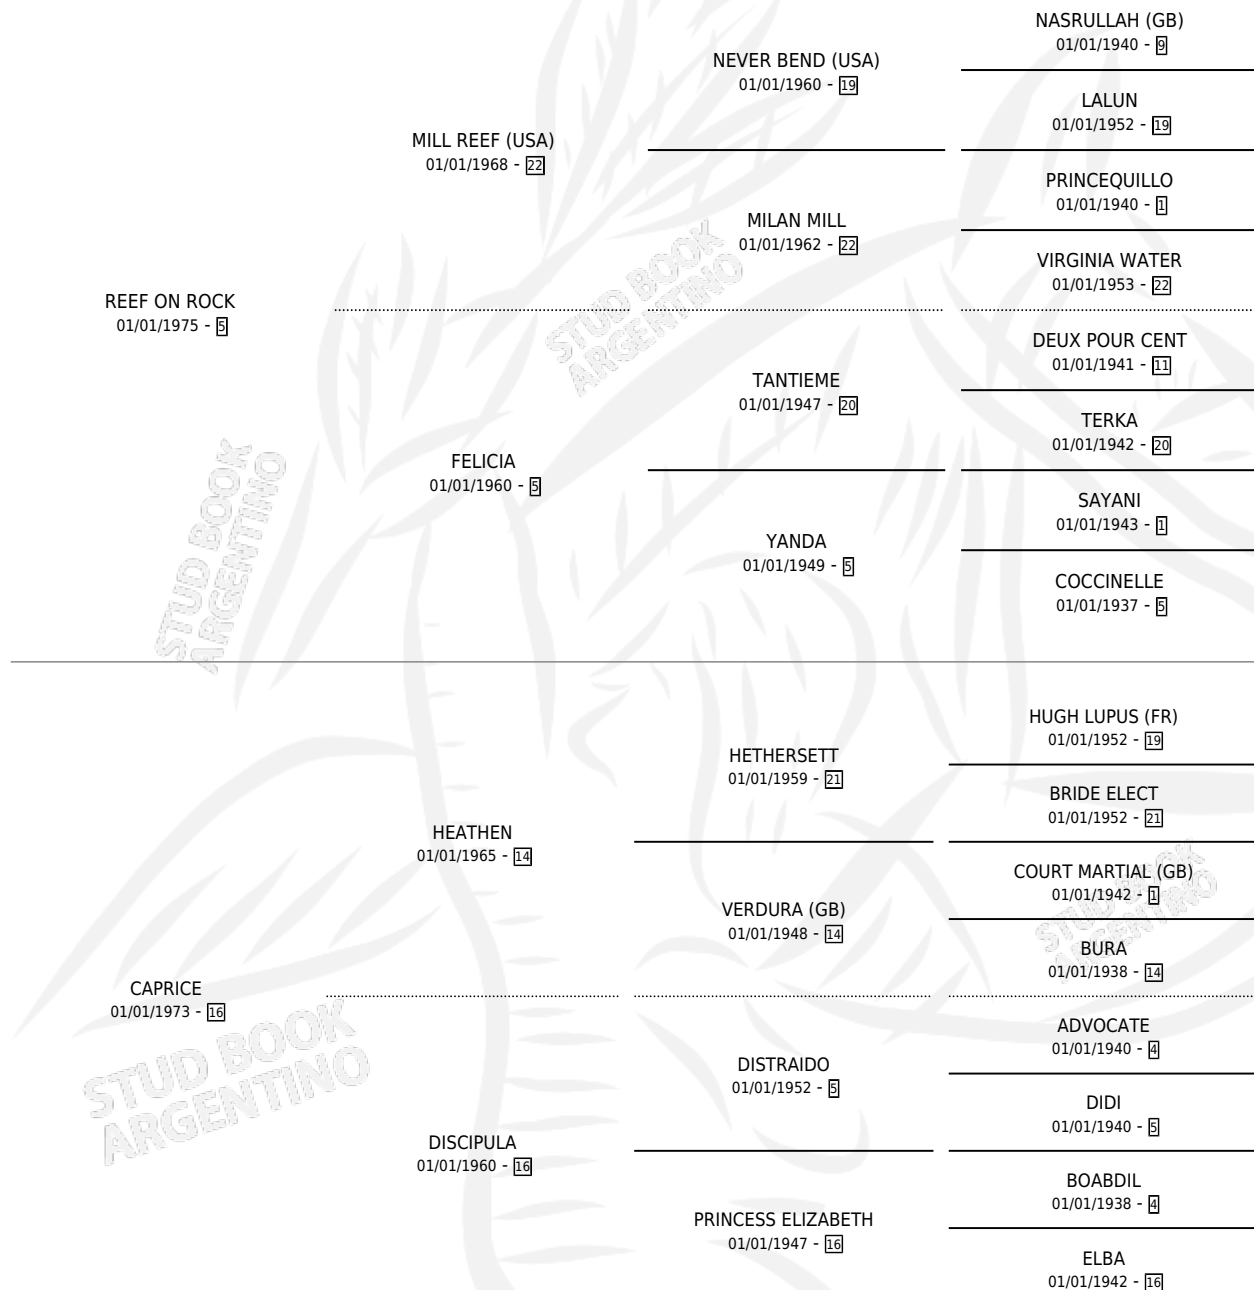 NASRULLAH (GB)
01/01/1940 - 9
NEVER BEND (USA)
01/01/1960 - 19
LALUN
01/01/1952 - 19
MILL REEF (USA)
01/01/1968 - 22
PRINCEQUILLO
01/01/1940 - 1
MILAN MILL
01/01/1962 - 22
VIRGINIA WATER
01/01/1953 - 22
REEF ON ROCK
01/01/1975 - 5
DEUX POUR CENT
01/01/1941 - 11
TANTIEME
01/01/1947 - 20
TERKA
01/01/1942 - 20
FELICIA
01/01/1960 - 5
SAYANI
01/01/1943 - 1
YANDA
01/01/1949 - 5
COCCINELLE
01/01/1937 - 5
HUGH LUPUS (FR)
01/01/1952 - 19
HETHERSETT
01/01/1959 - 21
BRIDE ELECT
01/01/1952 - 21
HEATHEN
01/01/1965 - 14
COURT MARTIAL (GB)
01/01/1942 - 1
VERDURA (GB)
01/01/1948 - 14
BURA
01/01/1938 - 14
CAPRICE
01/01/1973 - 16
ADVOCATE
01/01/1940 - 4
DISTRAIDO
01/01/1952 - 5
DIDI
01/01/1940 - 5
DISCIPULA
01/01/1960 - 16
BOABDIL
01/01/1938 - 4
PRINCESS ELIZABETH
01/01/1947 - 16
ELBA
01/01/1942 - 16
STUD BOOK
ARGENTINO
STUD BOOK
ARGENTINO
STUD BOOK
ARGENTINO
STUD BOOK
ARGENTINO